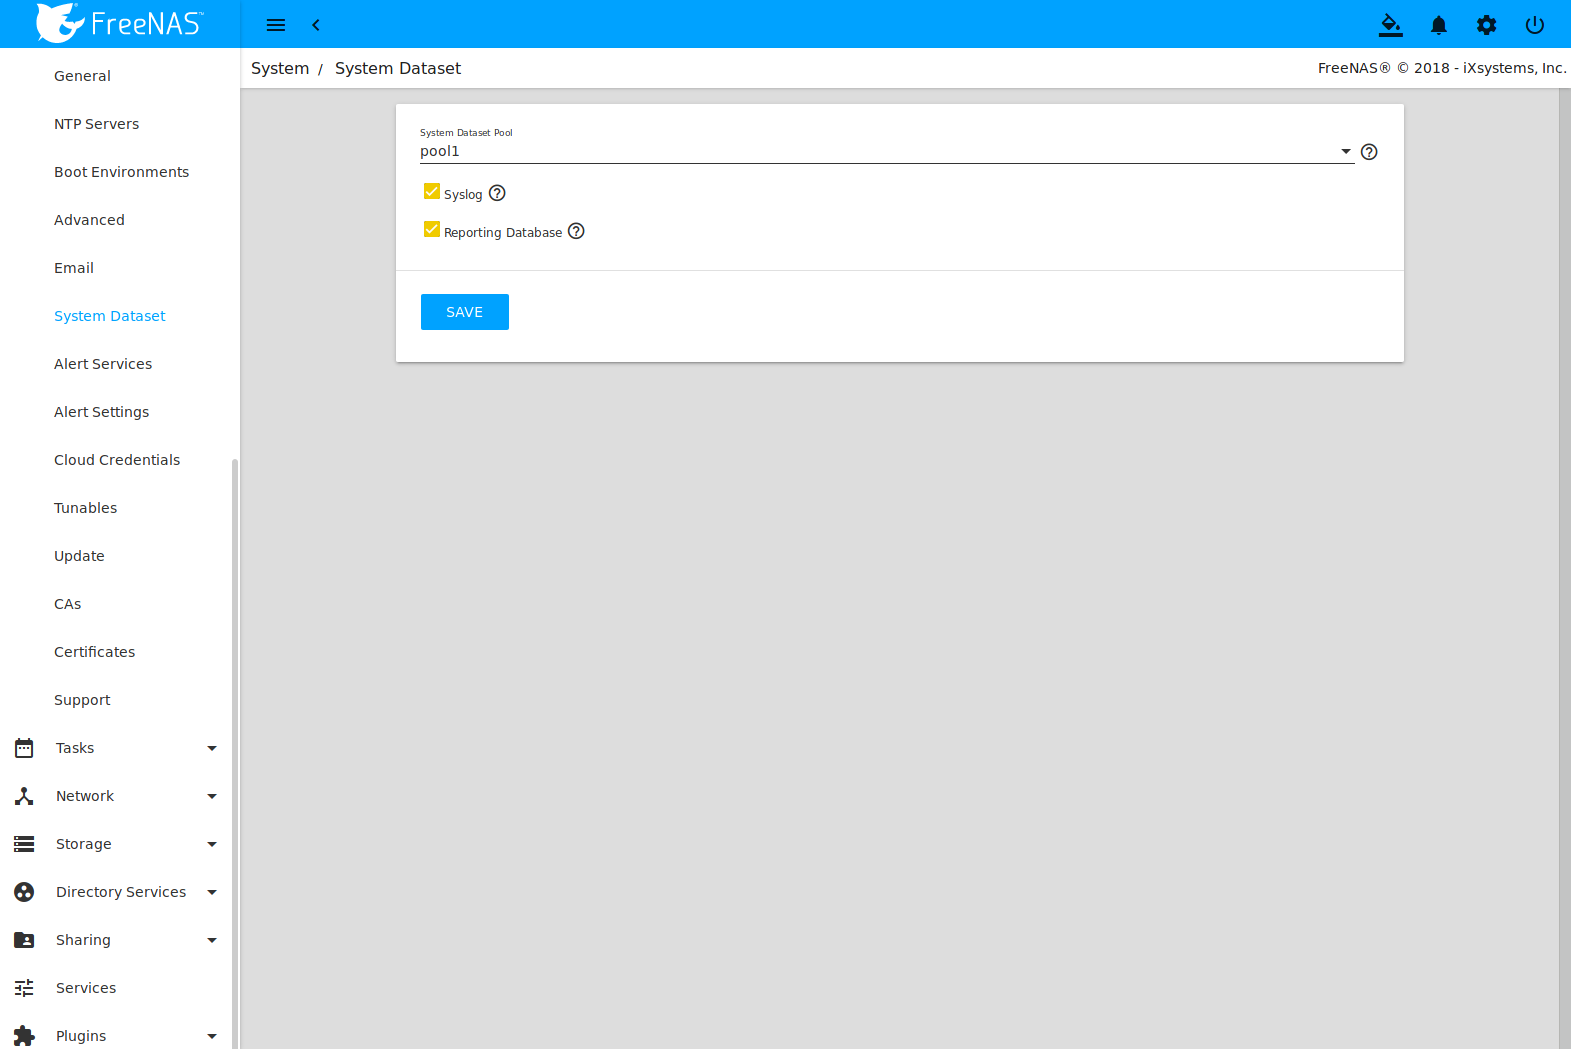 FreeNAS™
System / System Dataset
FreeNAS® © 2018 - iXsystems, Inc.
General
NTP Servers
Boot Environments
Advanced
Email
System Dataset
Alert Services
Alert Settings
Cloud Credentials
Tunables
Update
CAs
Certificates
Support
Tasks
Network
Storage
Directory Services
Sharing
Services
Plugins
System Dataset Pool
pool1
Syslog
Reporting Database
SAVE